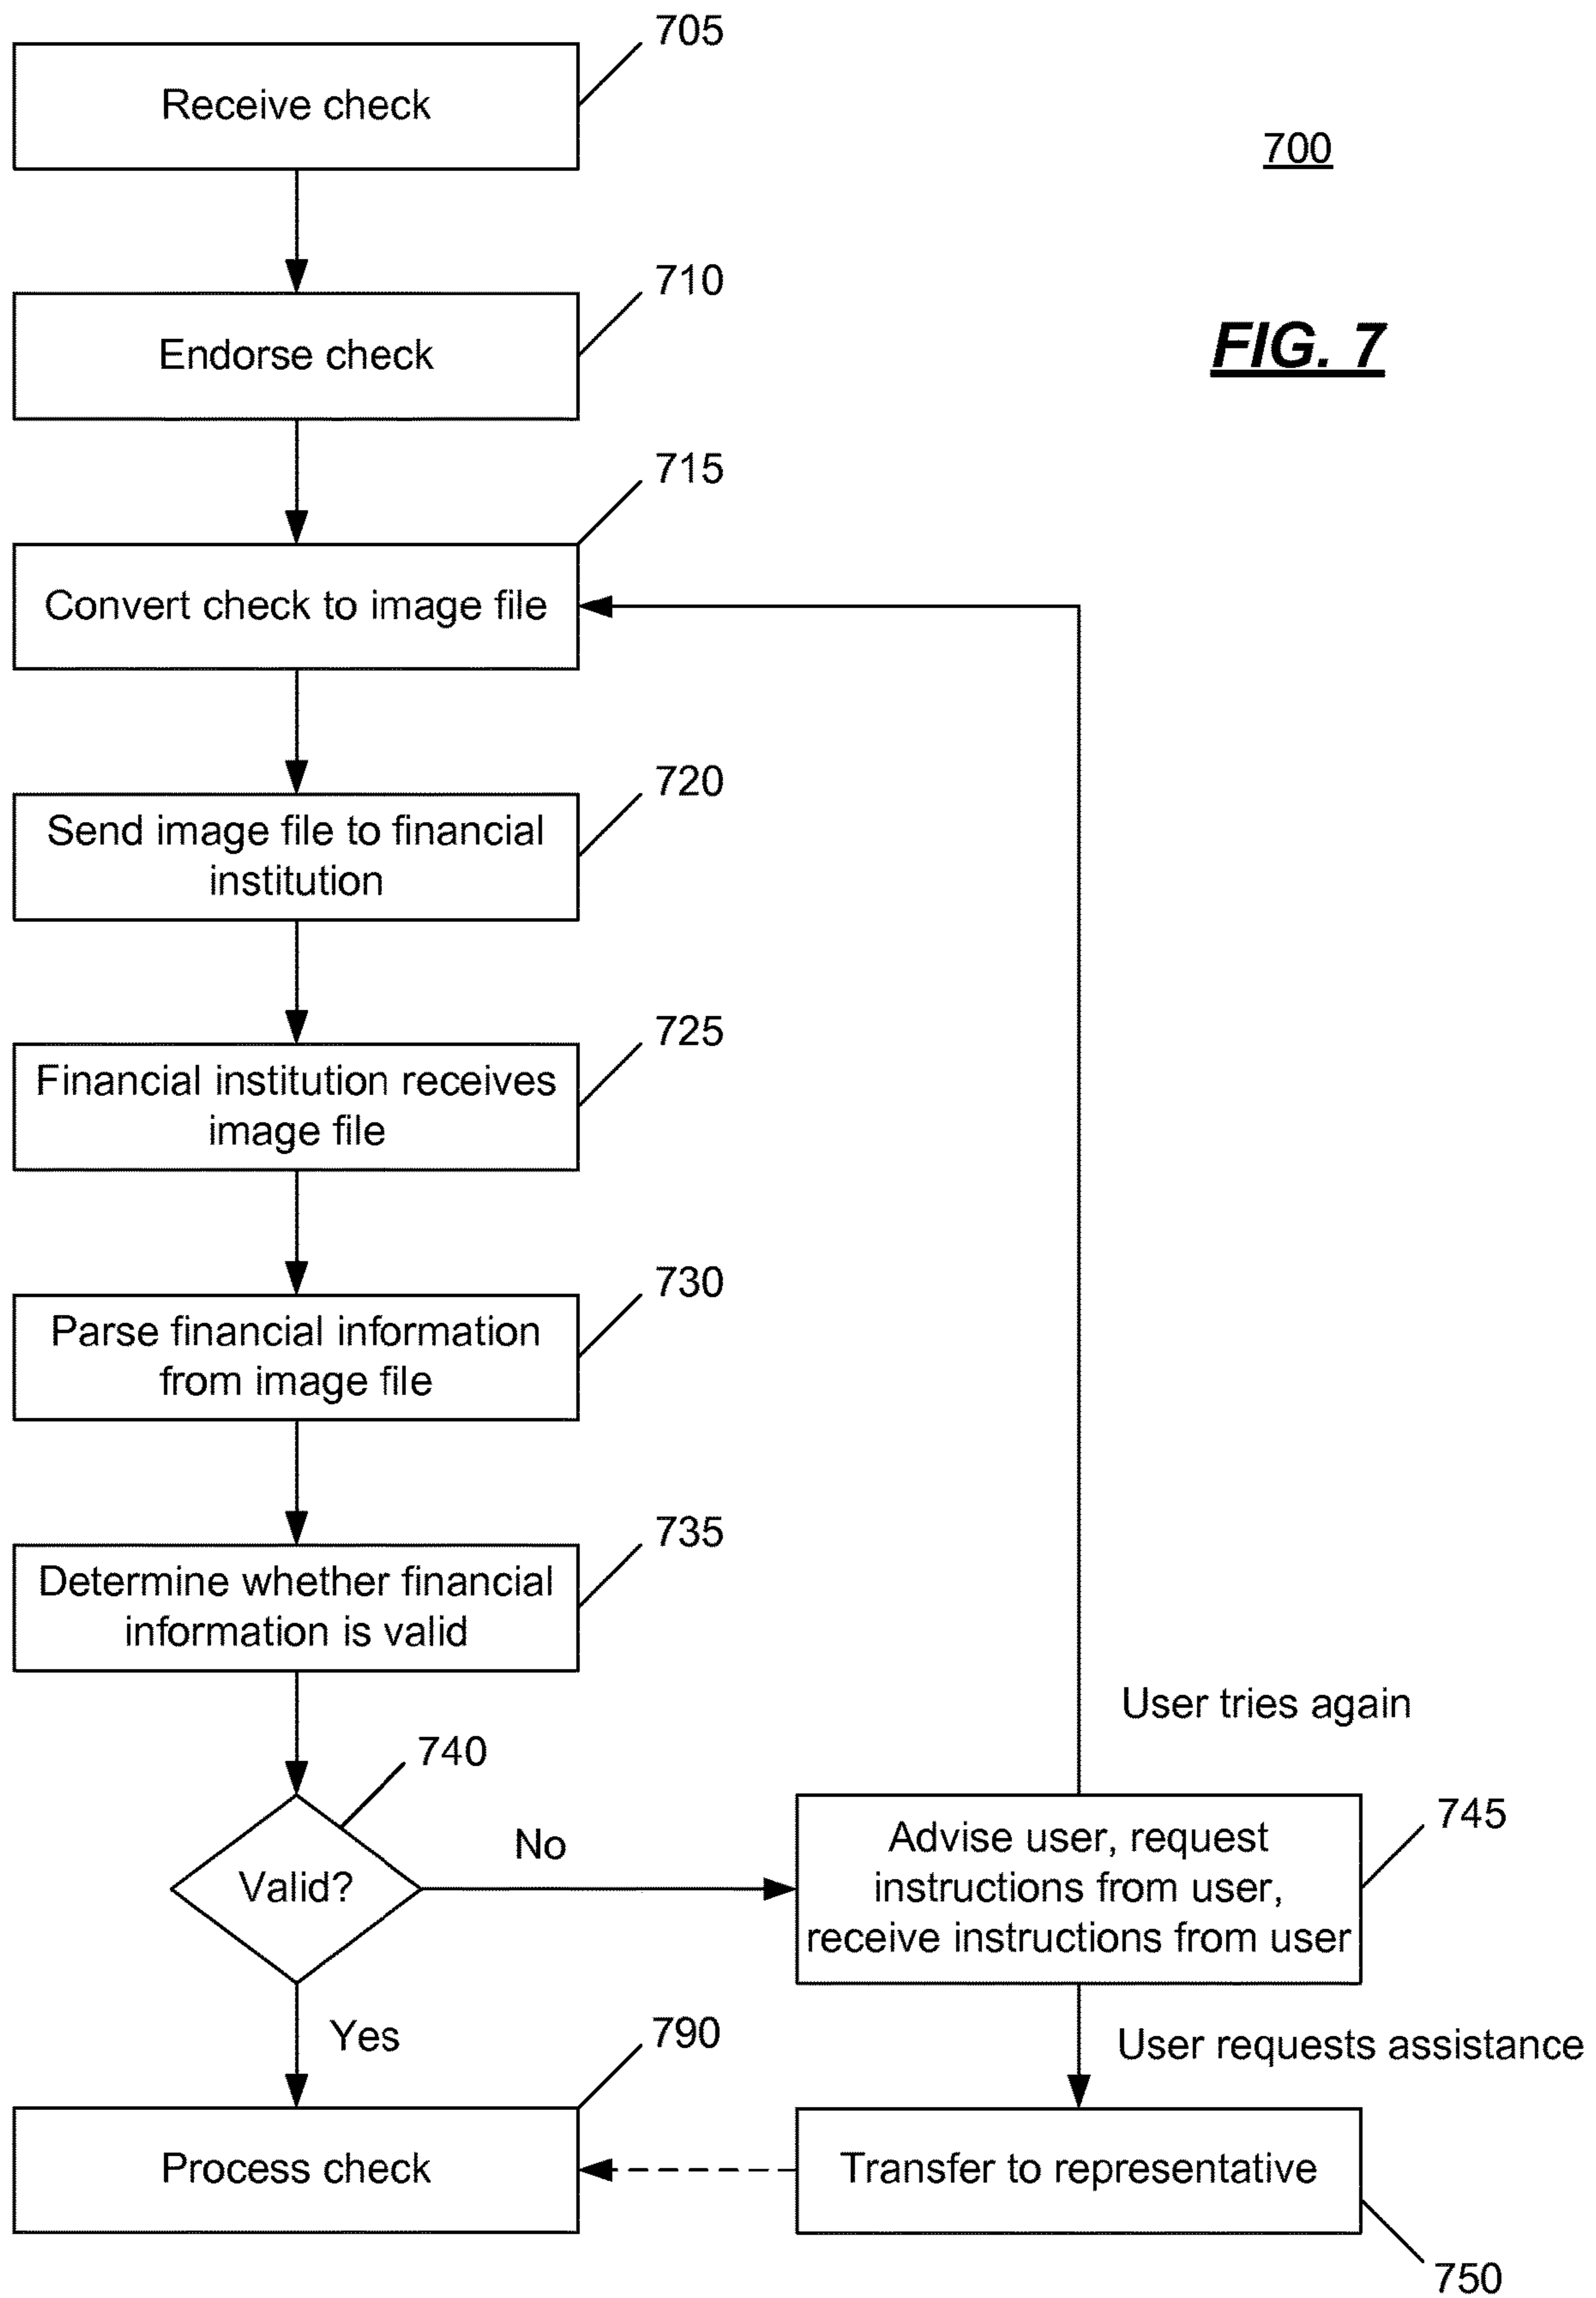 705
Receive check
700
710
Endorse check
FIG. 7
715
Convert check to image file
720
Send image file to financial
institution
725
Financial institution receives
image file
730
Parse financial information
from image file
735
Determine whether financial
information is valid
User tries again
740
Valid?
No
745
Advise user, request
instructions from user,
receive instructions from user
Yes
790
User requests assistance
Process check
Transfer to representative
750